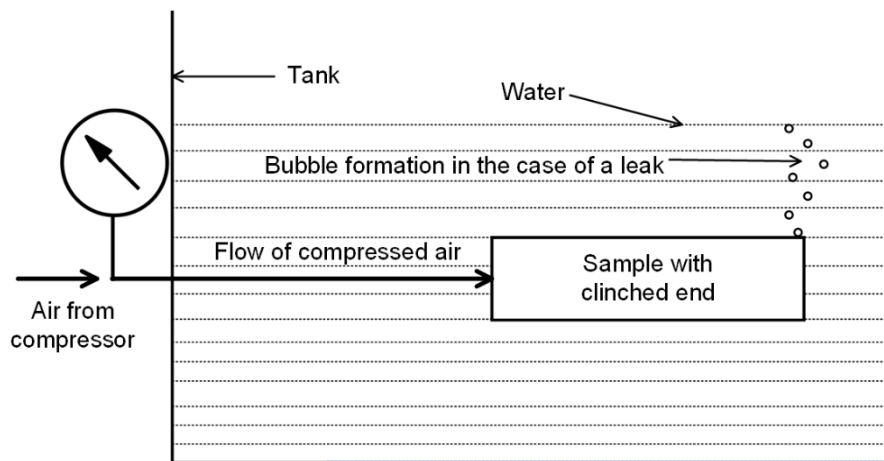 Tank
Water
Bubble formation in the case of a leak
Flow of compressed air
Sample with
clinched end
Air from
compressor